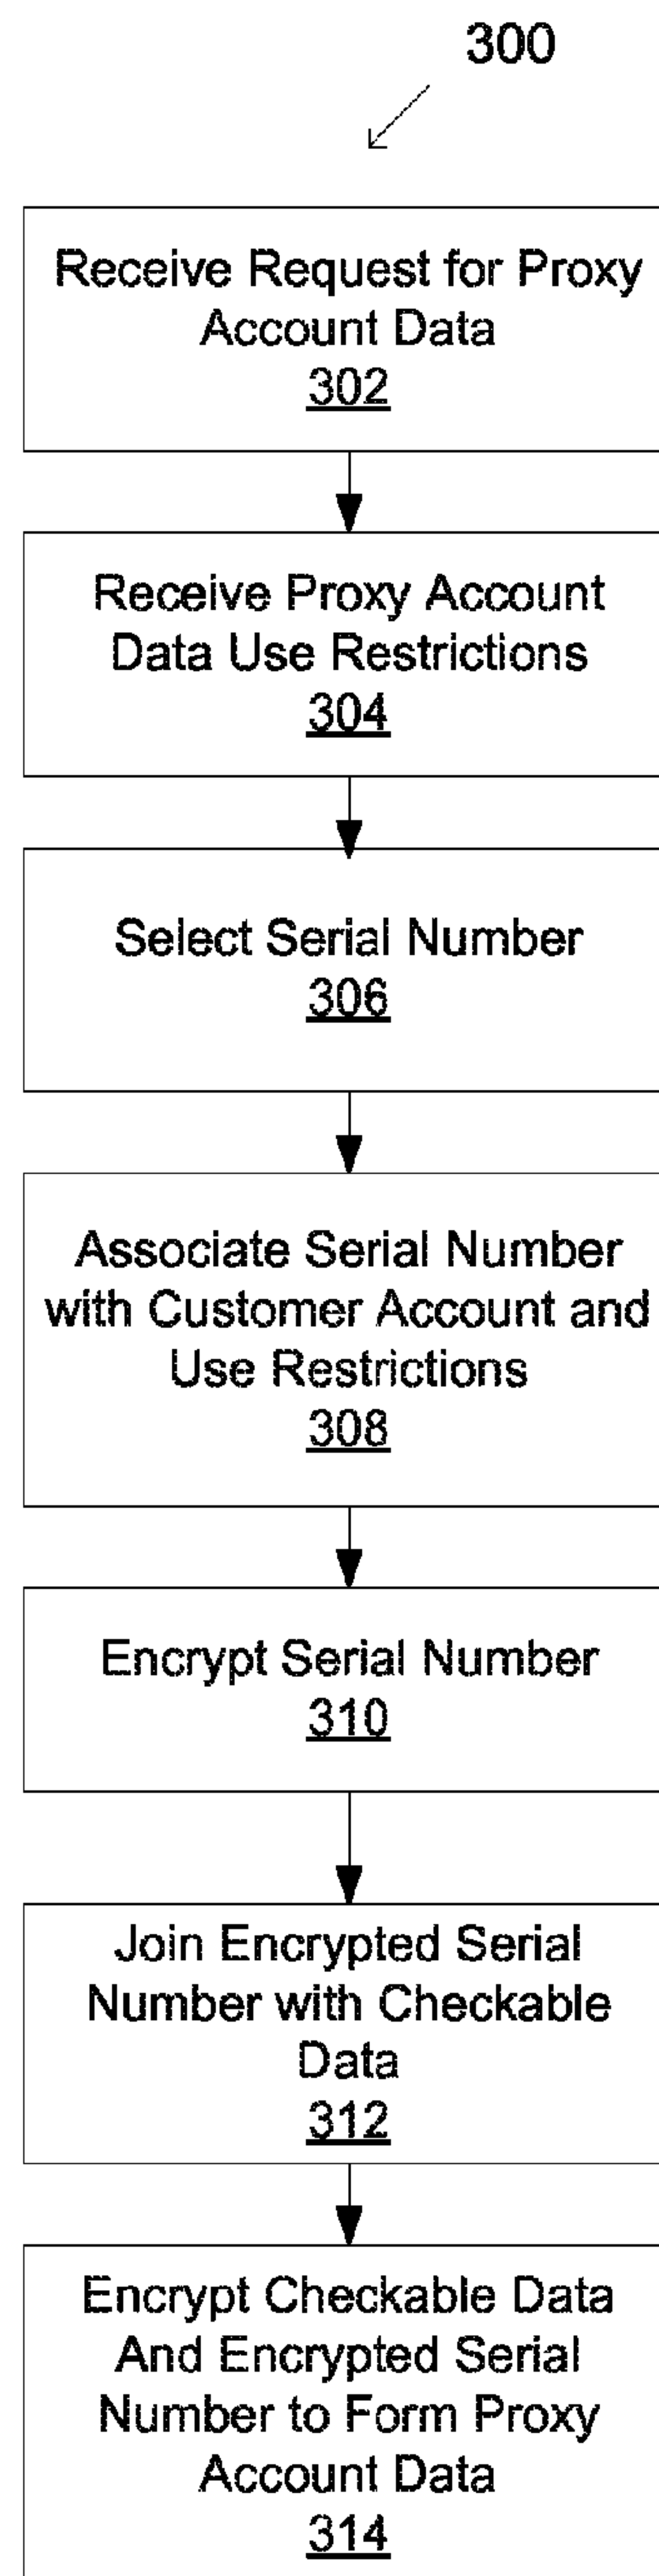 300
Receive Request for Proxy
Account Data
302
Receive Proxy Account
Data Use Restrictions
304
Select Serial Number
306
Associate Serial Number
with Customer Account and
Use Restrictions
308
Encrypt Serial Number
310
Join Encrypted Serial
Number with Checkable
Data
312
Encrypt Checkable Data
And Encrypted Serial
Number to Form Proxy
Account Data
314